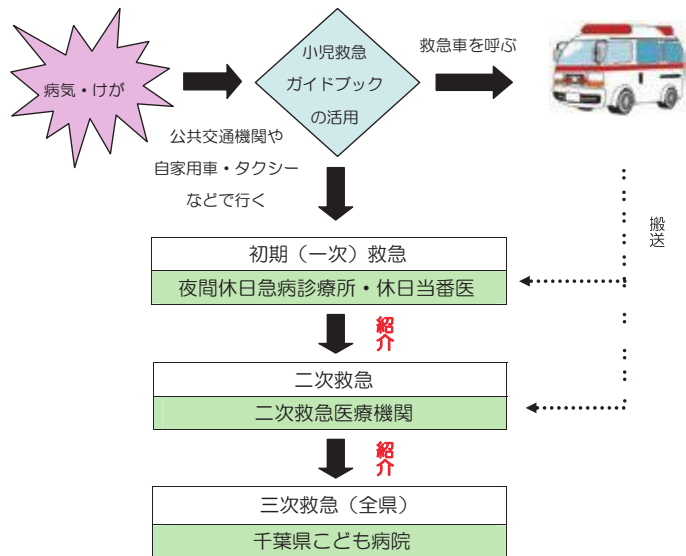 病気・けが
小児救急
ガイドブック
の活用
救急車を呼ぶ
公共交通機関や
自家用車・タクシー
などで行く
搬送
初期（一次）救急
夜間休日急病診療所・休日当番医
紹介
二次救急
二次救急医療機関
紹介
三次救急（全県）
千葉県こども病院